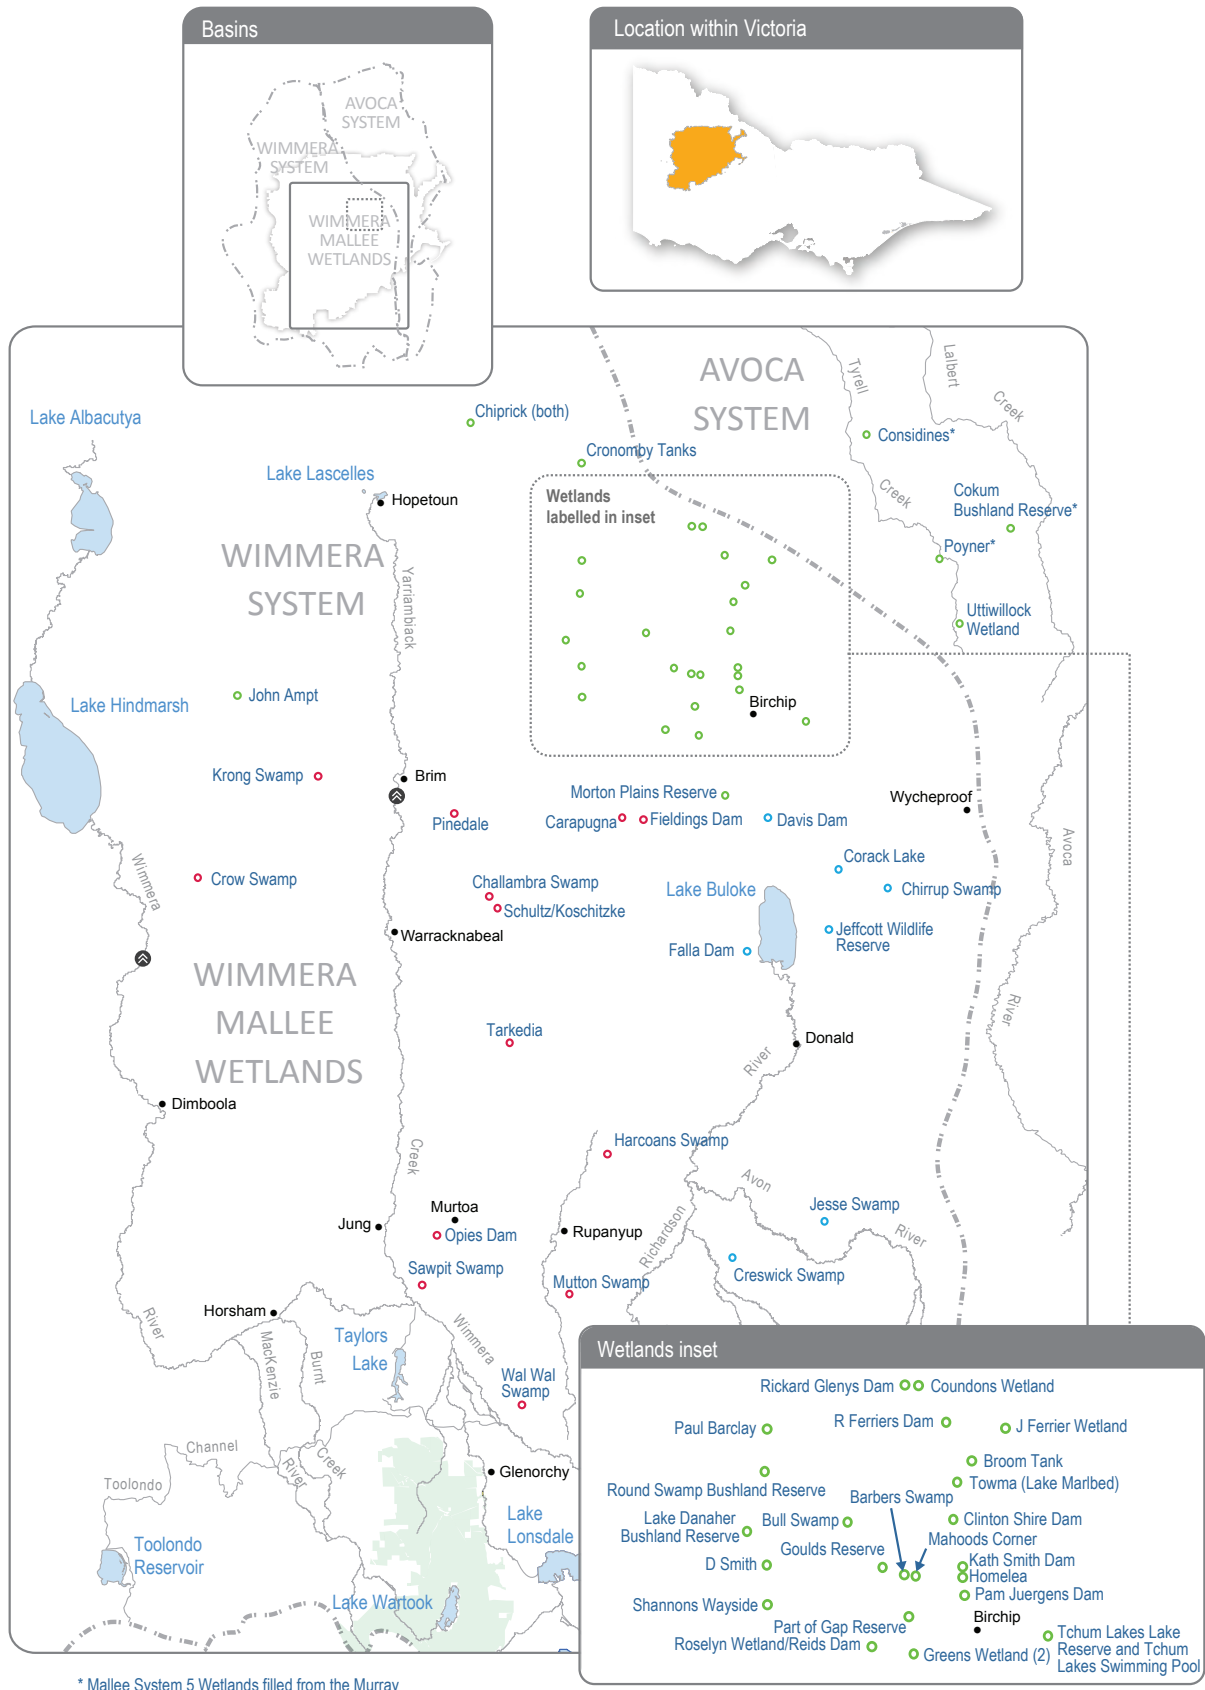 Basins
AVOCA
SYSTEM
WIMMERA
SYSTEM
WIMMERA
MALLEE
WETLANDS
Location within Victoria
AVOCA
SYSTEM
Tyrell
Creek
Lalbert
Creek
Lake Albacutya
Chiprick (both)
Considines*
Cronomby Tanks
Lake Lascelles
Hopetoun
Wetlands
labelled in inset
Cokum
Bushland Reserve*
Poyner*
WIMMERA
SYSTEM
Yarriambiack
Creek
Uttiwillock
Wetland
John Ampt
Lake Hindmarsh
Birchip
Krong Swamp
Brim
Morton Plains Reserve
Wycheproof
Pinedale
Carapugna
Fieldings Dam
Davis Dam
Avoca
River
Corack Lake
Wimmera
River
Crow Swamp
Challambra Swamp
Lake Buloke
Chirrup Swamp
Schultz/Koschitzke
Warracknabeal
Jeffcott Wildlife
Reserve
Falla Dam
WIMMERA
MALLEE
WETLANDS
Tarkedia
Donald
River
Dimboola
Harcoans Swamp
Avon
River
Jesse Swamp
Murtoa
Jung
Opies Dam
Rupanyup
Richardson
Sawpit Swamp
Mutton Swamp
Creswick Swamp
Horsham
Taylors
Lake
Wimmera
MacKenzie
River
Burnt
Creek
Wal Wal
Swamp
Channel
Toolondo
Glenorchy
Lake
Lonsdale
Toolondo
Reservoir
Lake Wartook
Wetlands inset
Rickard Glenys Dam
Coundons Wetland
Paul Barclay
R Ferriers Dam
J Ferrier Wetland
Broom Tank
Round Swamp Bushland Reserve
Towma (Lake Marlbed)
Barbers Swamp
Lake Danaher
Bushland Reserve
Bull Swamp
Clinton Shire Dam
Mahoods Corner
Goulds Reserve
D Smith
Kath Smith Dam
Homelea
Pam Juergens Dam
Shannons Wayside
Part of Gap Reserve
Birchip
Roselyn Wetland/Reids Dam
Greens Wetland (2)
Tchum Lakes Lake
Reserve and Tchum
Lakes Swimming Pool
* Mallee System 5 Wetlands filled from the Murray